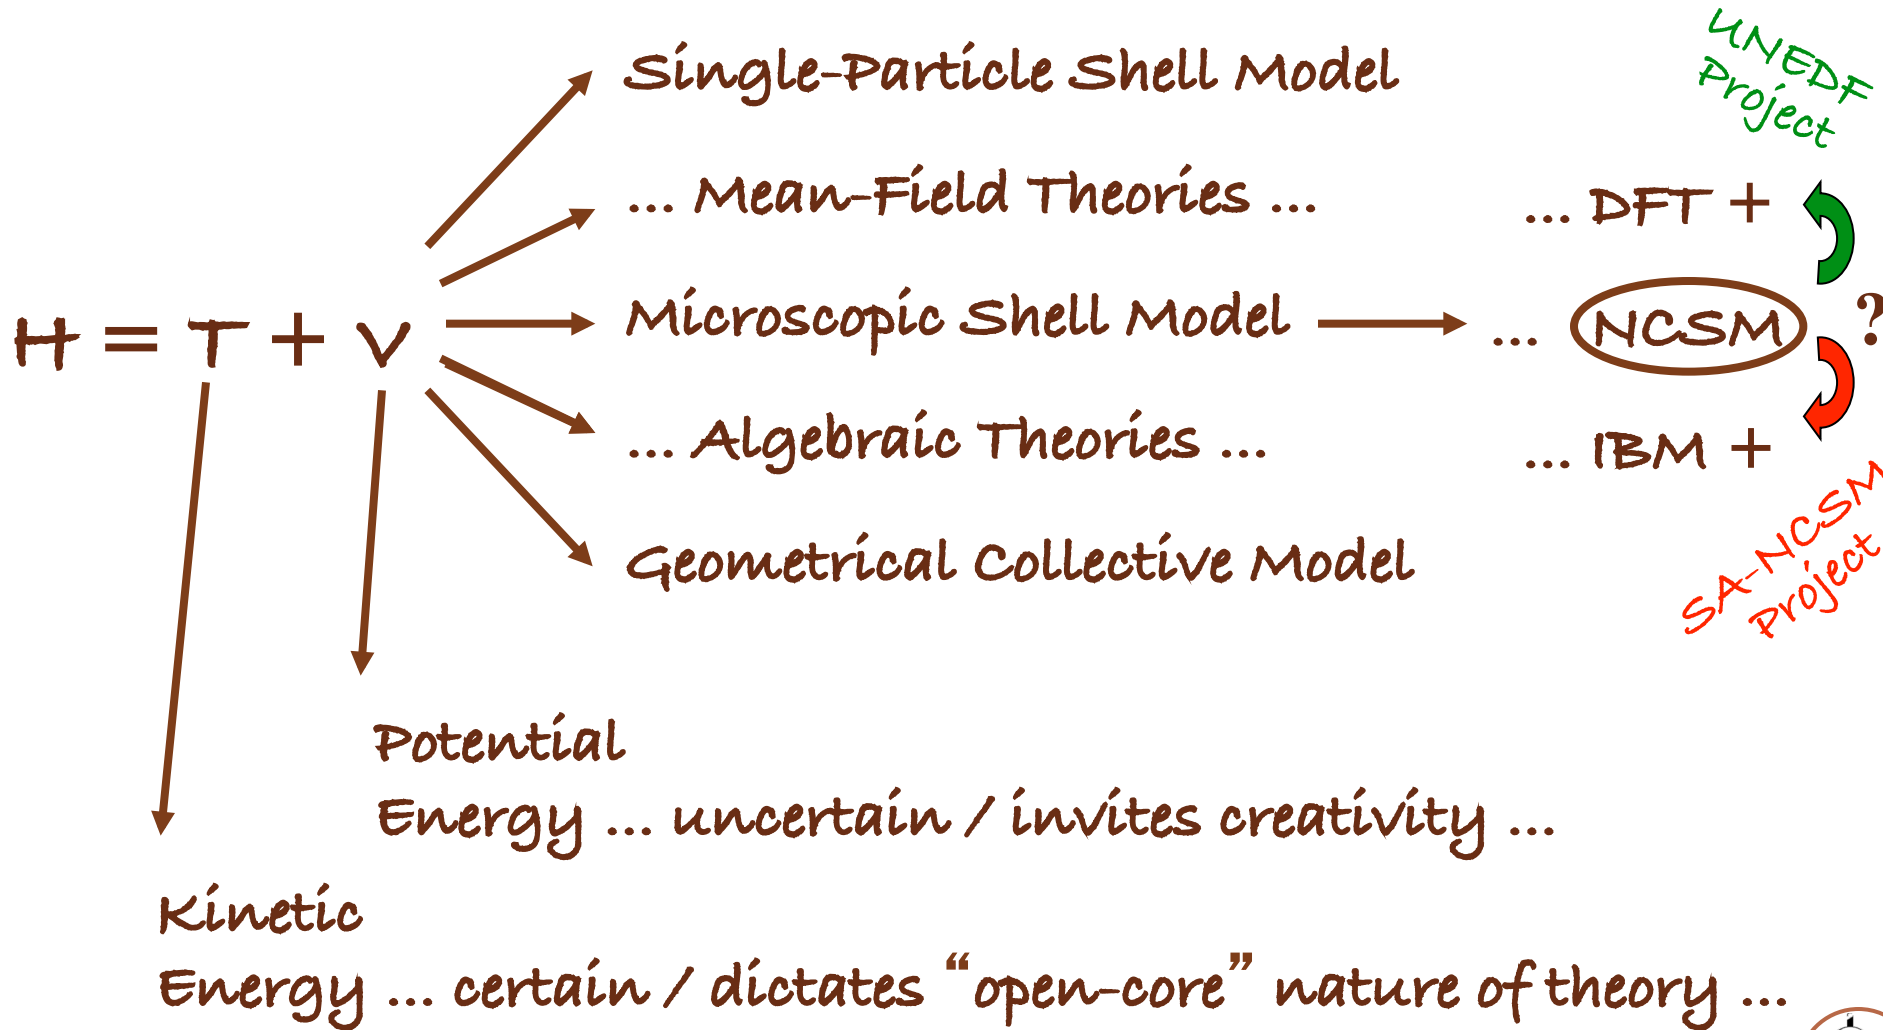 UNEDF
Project
Single-Particle Shell Model
... Mean-Field Theories ... ... DFT +
H = T + V
Microscopic Shell Model ... NCSM ?
... Algebraic Theories ... ... IBM +
Geometrical Collective Model
SA-NCSM
Project
Potential
Energy ... uncertain / invites creativity ...
Kinetic
Energy ... certain / dictates “open-core” nature of theory ...